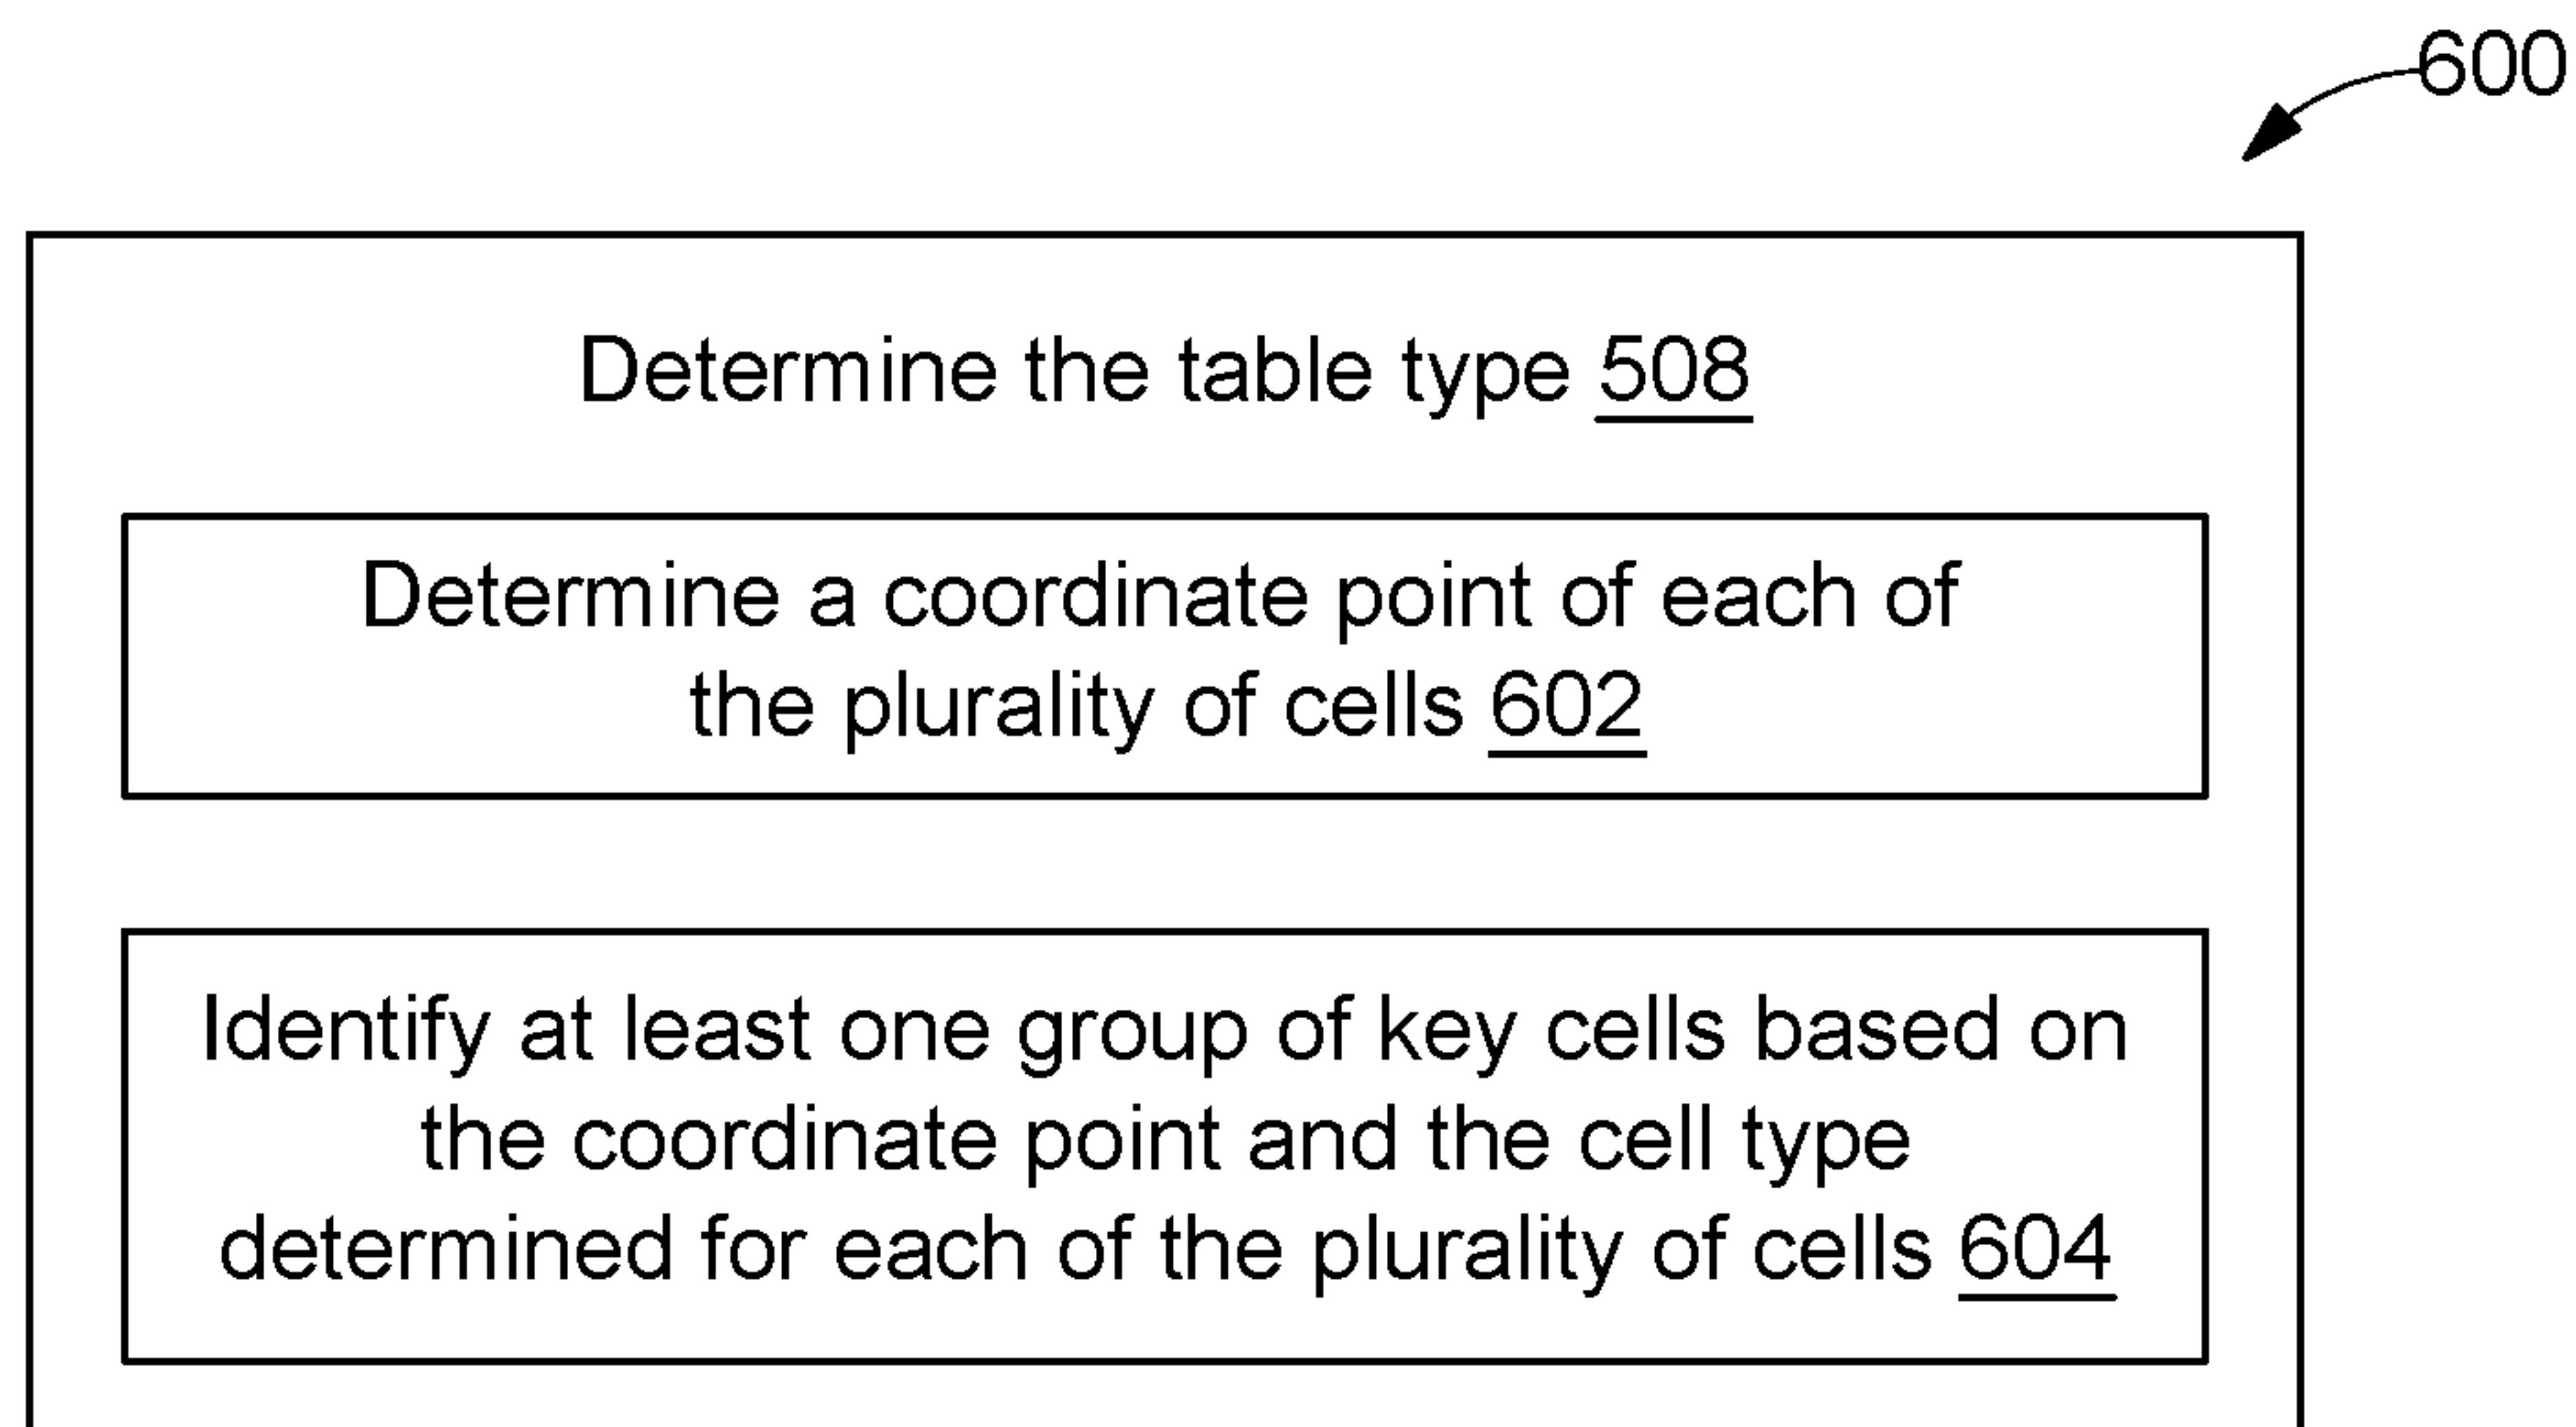 600
Determine the table type 508
Determine a coordinate point of each of
the plurality of cells 602
Identify at least one group of key cells based on
the coordinate point and the cell type
determined for each of the plurality of cells 604